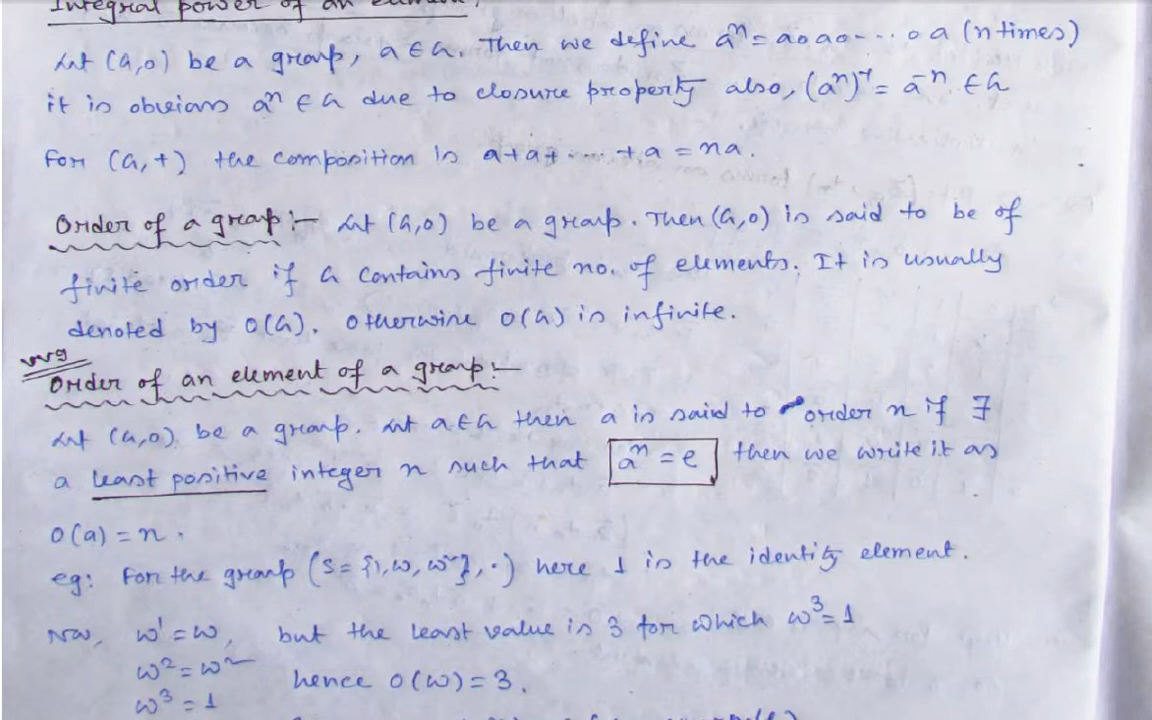 Integral power of an element.
Let (G,o) be a group, a ∈ G. Then we define aⁿ = aoao--...o a (n times)
it is obvious aⁿ ∈ G due to closure property also, (aⁿ)⁻¹ = a⁻ⁿ ∈ G
For (G,+) the composition is a+a+....+a = na.
Order of a group:- Let (G,o) be a group. Then (G,o) is said to be of
finite order if G contains finite no. of elements. It is usually
denoted by O(G). Otherwise O(G) is infinite.
Order of an element of a group:-
Let (G,o). be a group. Let a ∈ G then a is said to order n if ∃
a least positive integer n such that aⁿ = e then we write it as
O(a) = n.
eg: For the group (S = {1, ω, ω²}, ·) here 1 is the identity element.
Now, ω¹ = ω, but the least value is 3 for which ω³ = 1
ω² = ω²
hence O(ω) = 3.
ω³ = 1